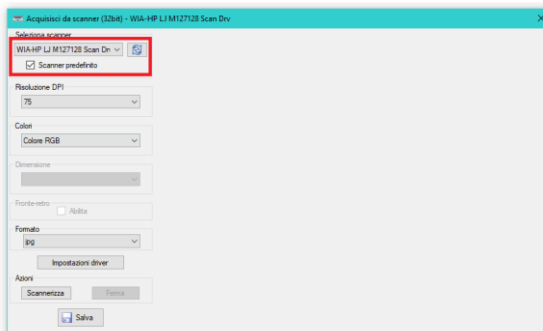 Acquisisci da scanner (32bit) - WIA-HP LJ M127128 Scan Drv
Seleziona scanner
WIA-HP LJ M127128 Scan Drv
Scanner predefinito
Risoluzione DPI
75
Colori
Colore RGB
Dimensione
Fronte-retro
Abilita
Formato
jpg
Impostazioni driver
Azioni
Scannerizza
Ferma
Salva